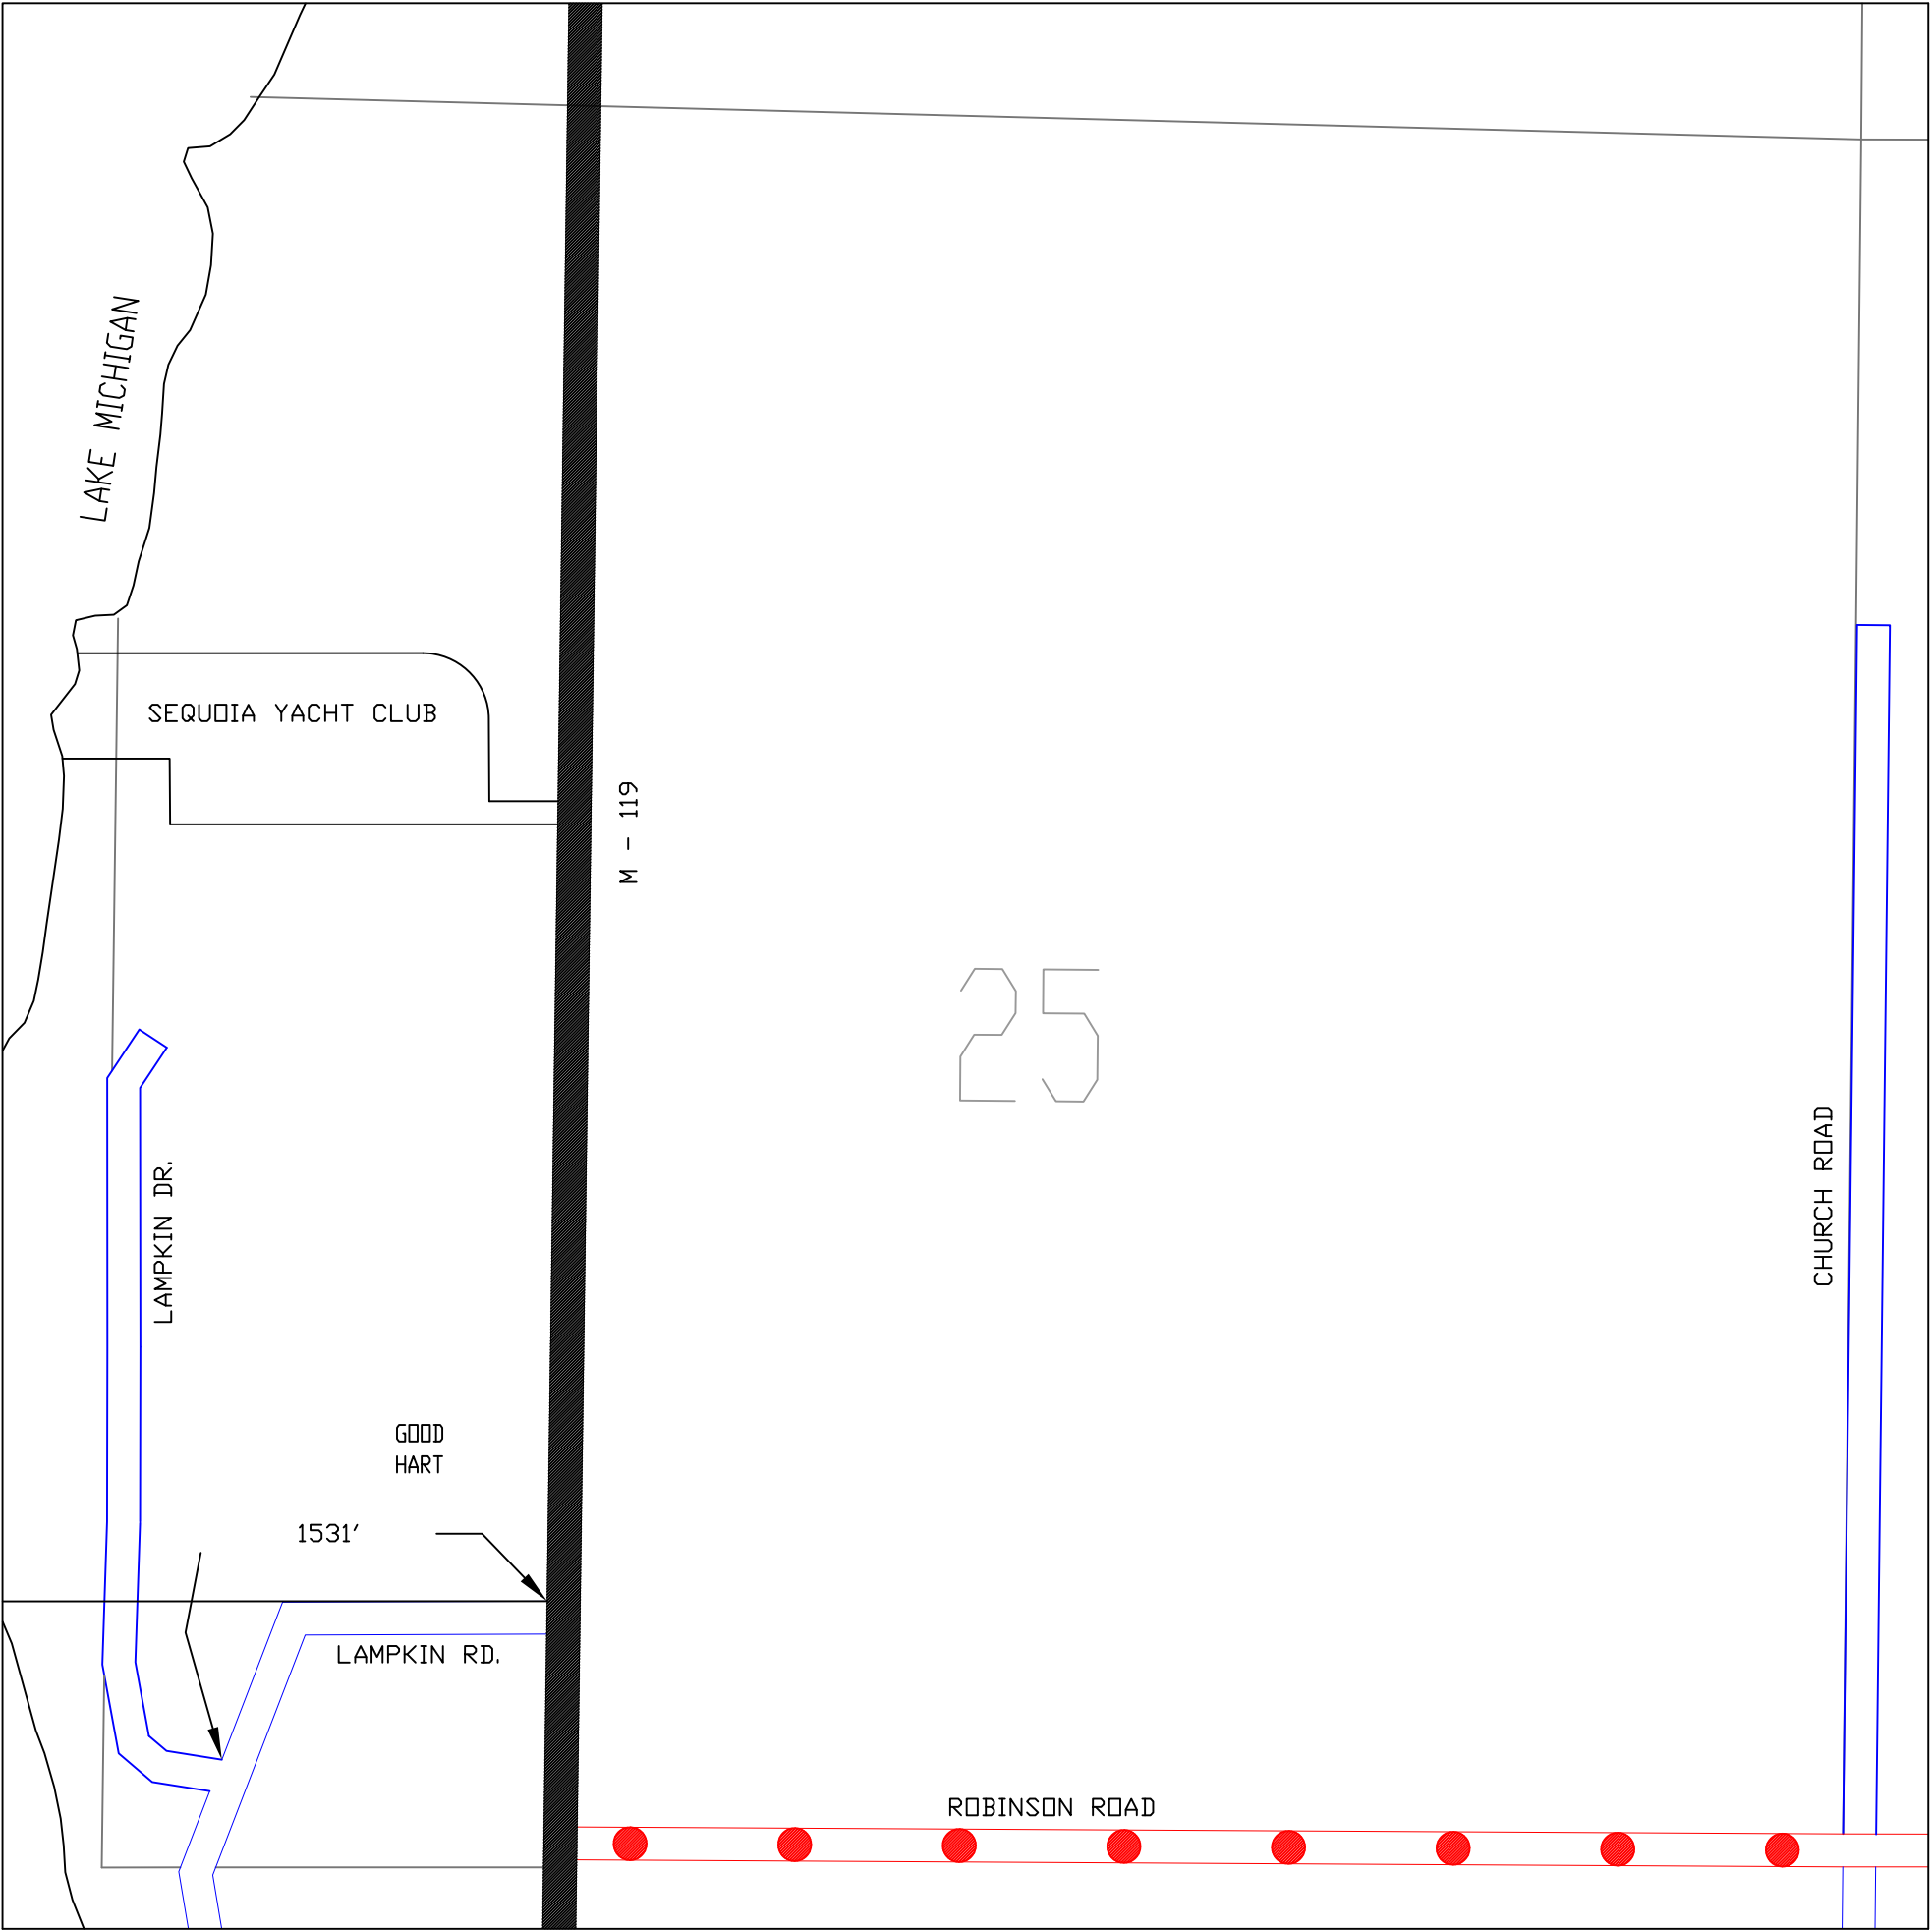 LAKE MICHIGAN
SEQUOIA YACHT CLUB
M - 119
25
CHURCH ROAD
LAMPKIN DR.
GOOD
HART
1531'
LAMPKIN RD.
ROBINSON ROAD